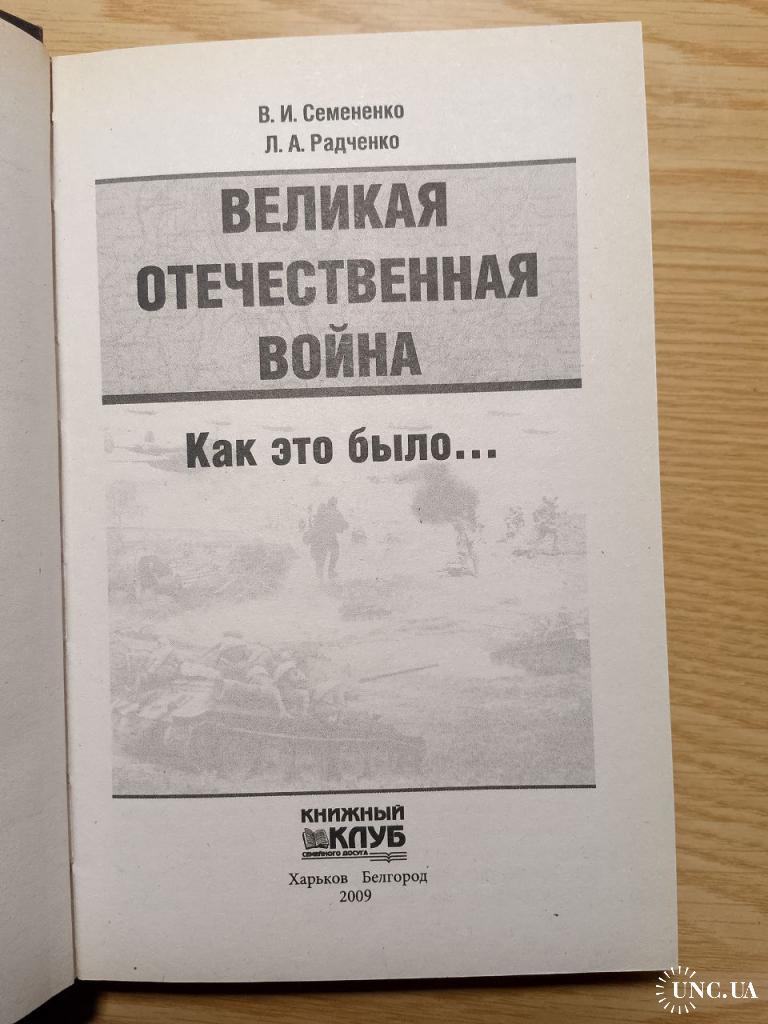 В. И. Семененко
Л. А. Радченко
ВЕЛИКАЯ
ОТЕЧЕСТВЕННАЯ
ВОЙНА
Как это было...
КНИЖНЫЙ
КЛУБ
СЕМЕЙНОГО ДОСУГА
Харьков Белгород
2009
UNC.UA